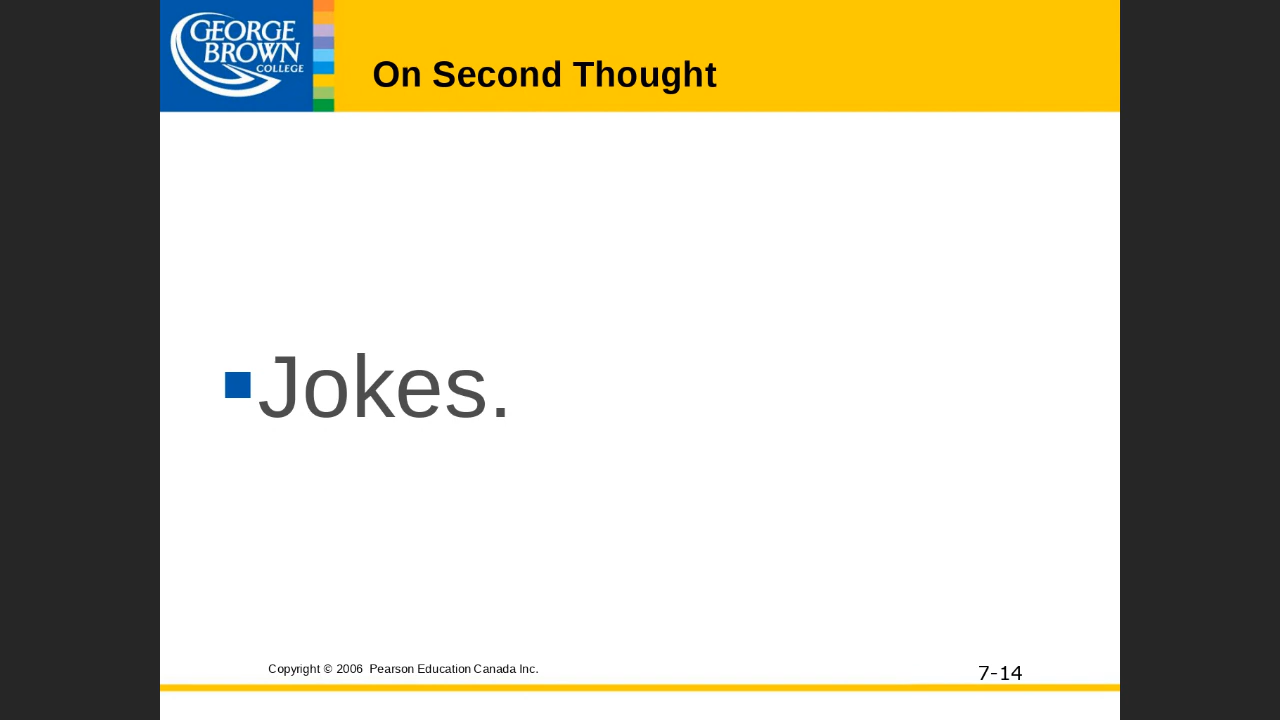 GEORGE
BROWN
COLLEGE
On Second Thought
Jokes.
Copyright © 2006 Pearson Education Canada Inc.
7-14